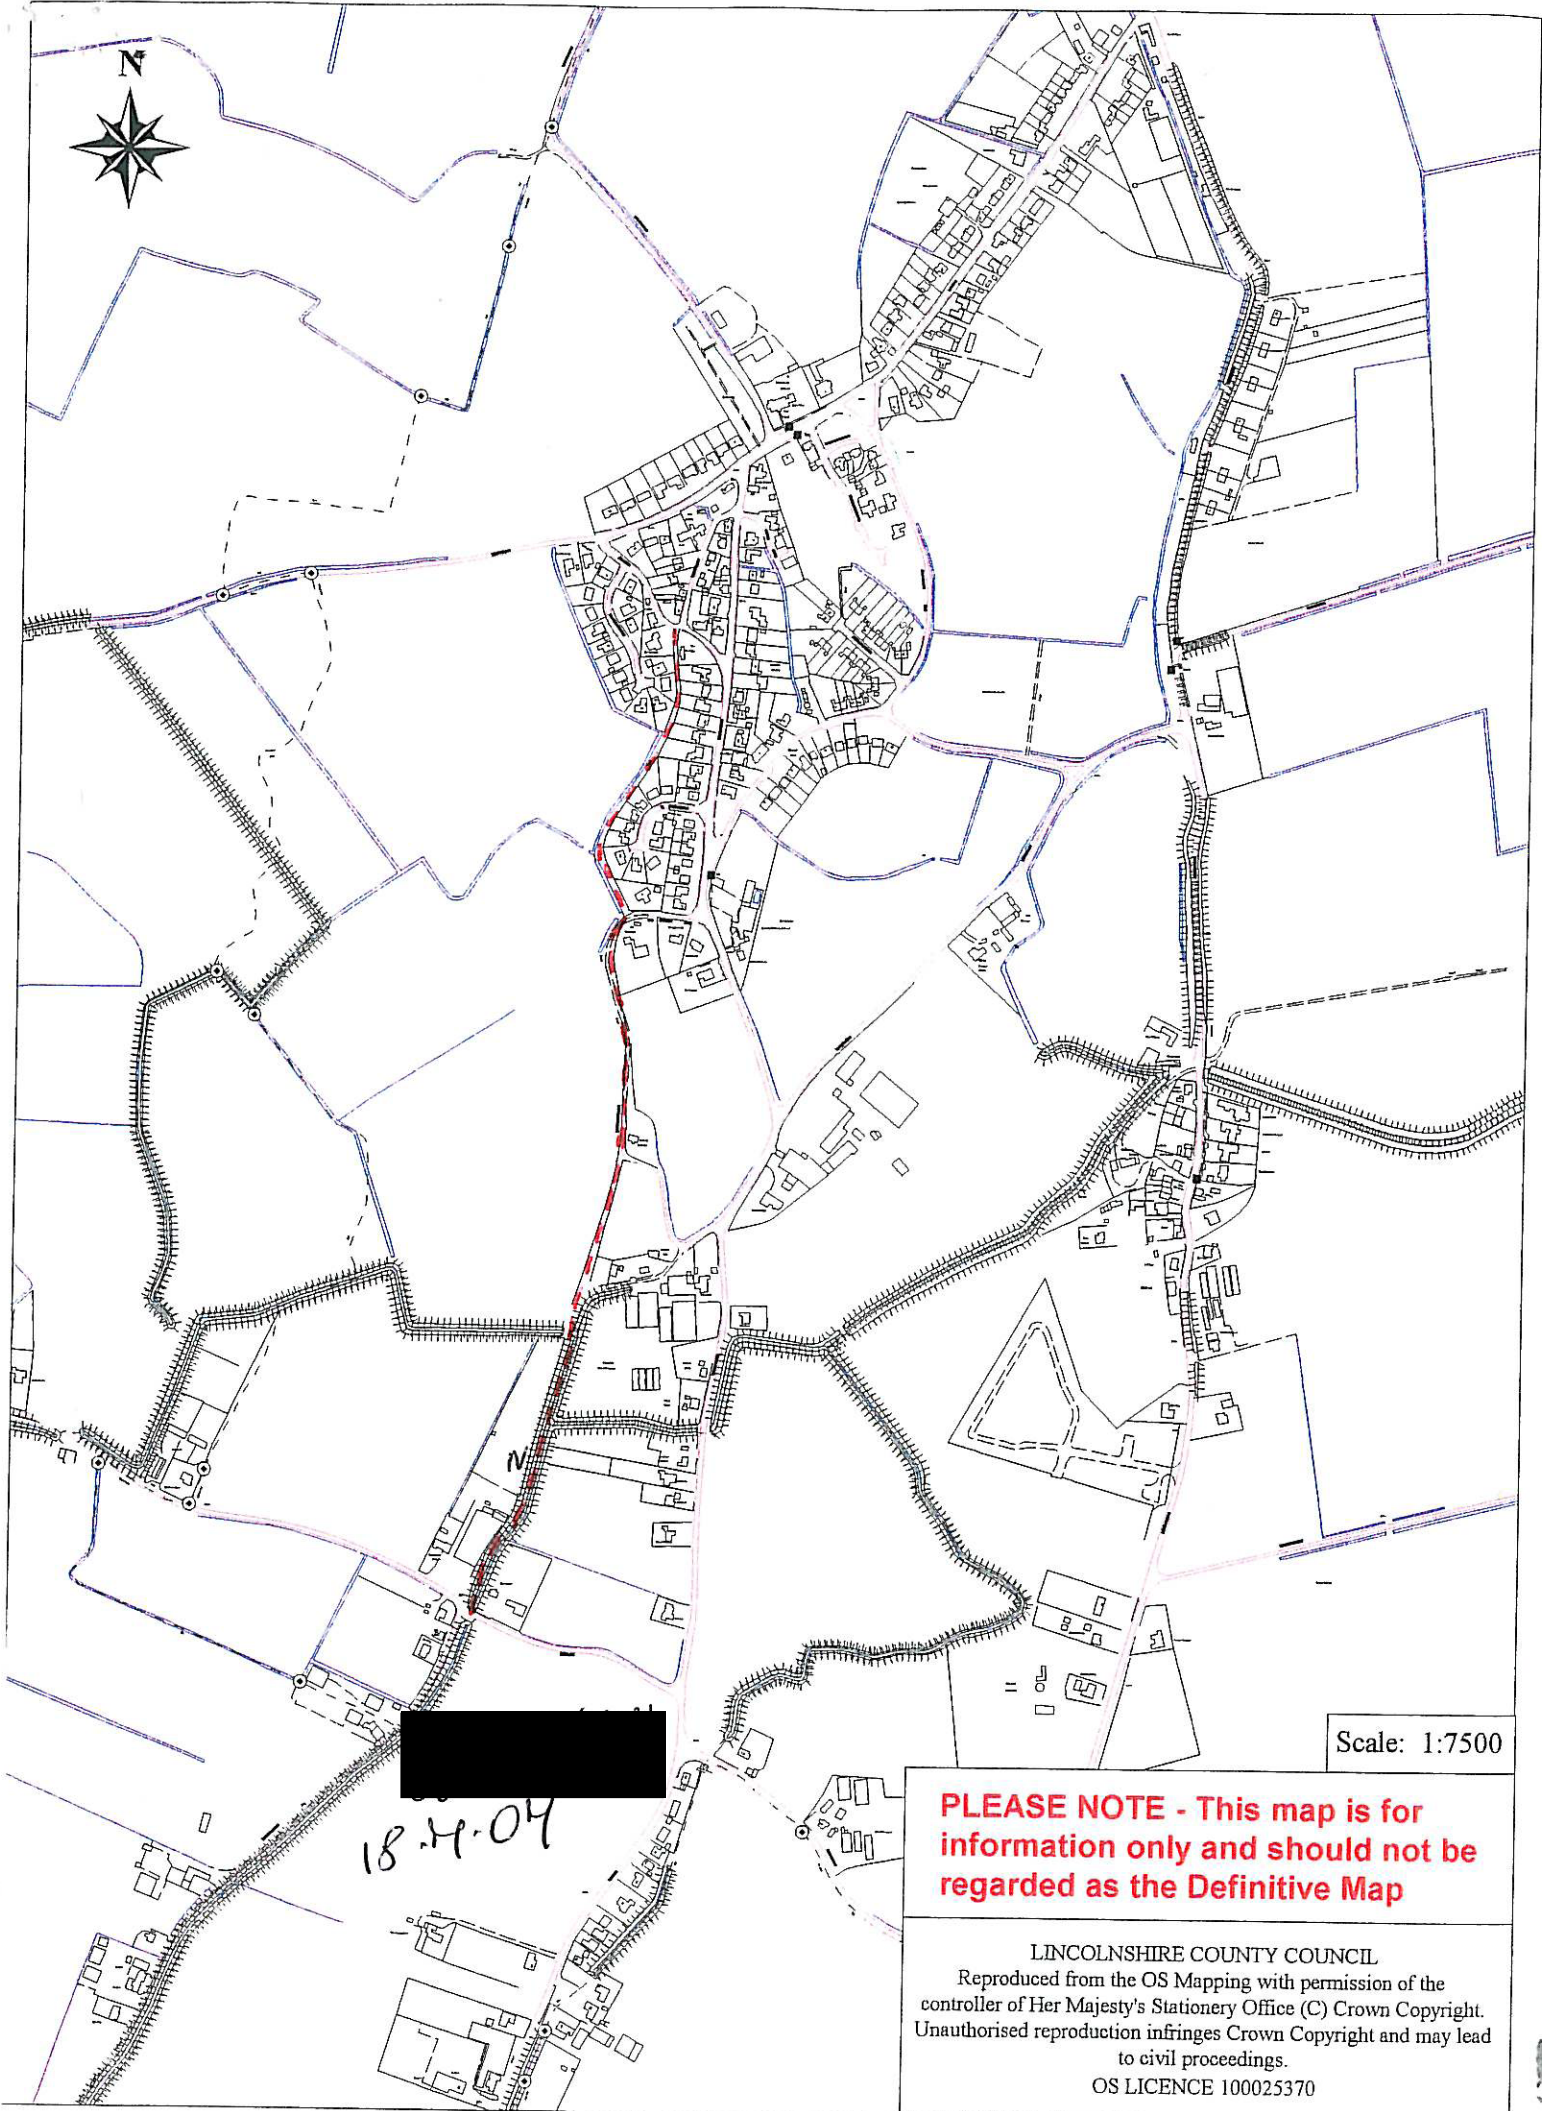 N
N
18.4.04
Scale: 1:7500
PLEASE NOTE - This map is for
information only and should not be
regarded as the Definitive Map
LINCOLNSHIRE COUNTY COUNCIL
Reproduced from the OS Mapping with permission of the
controller of Her Majesty's Stationery Office (C) Crown Copyright.
Unauthorised reproduction infringes Crown Copyright and may lead
to civil proceedings.
OS LICENCE 100025370